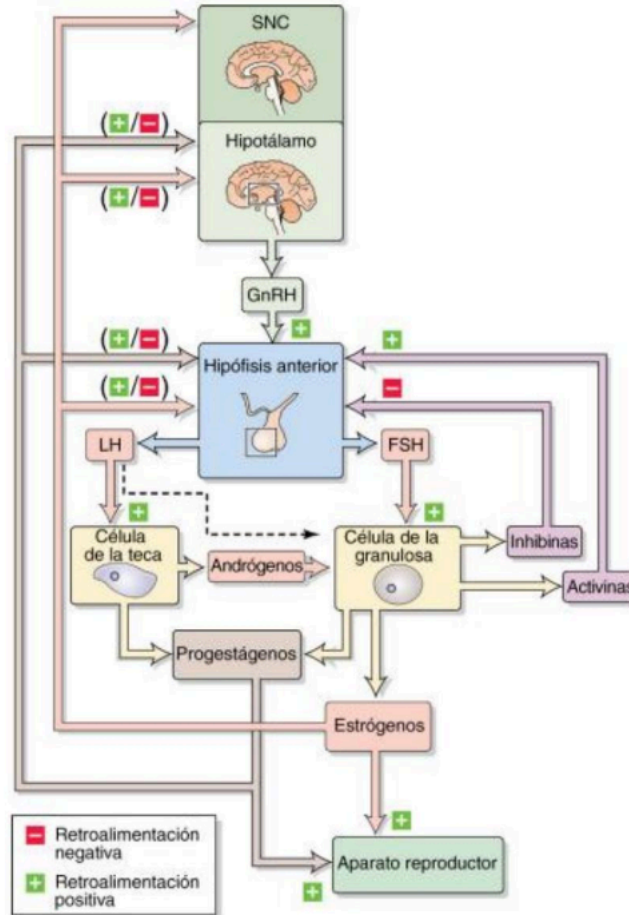 SNC
(+/−)
Hipotálamo
(+/−)
GnRH
+
(+/−)
+
Hipófisis anterior
(+/−)
−
LH
FSH
+
+
Célula
de la teca
Andrógenos
Célula de la
granulosa
Inhibinas
Activinas
Progestágenos
Estrógenos
+
− Retroalimentación
negativa
+ Retroalimentación
positiva
Aparato reproductor
+